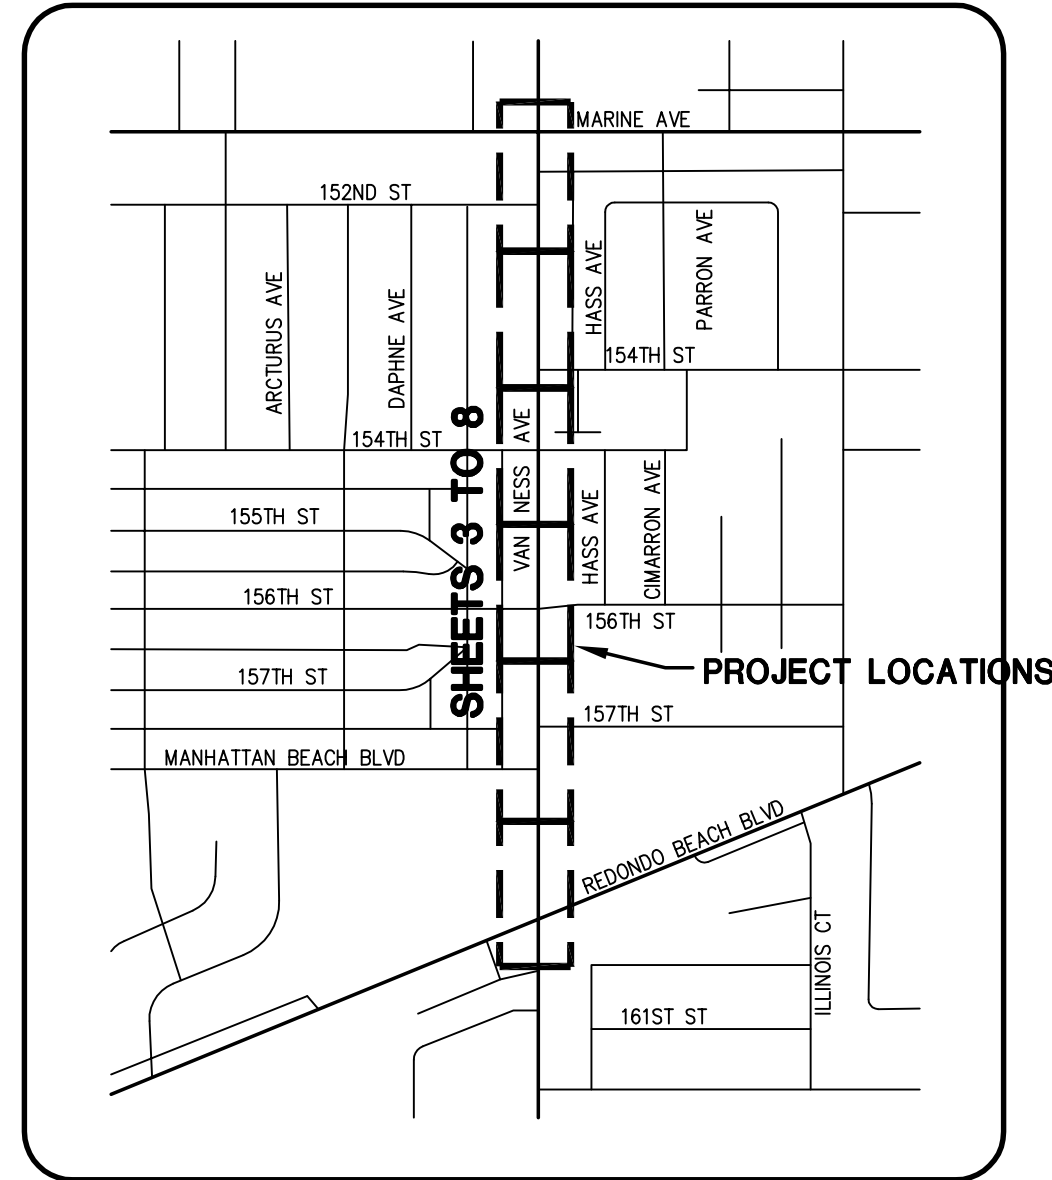 MARINE AVE
152ND ST
PARRON AVE
HASS AVE
ARCTURUS AVE
DAPHNE AVE
154TH ST
SHEETS 3 TO 8
154TH ST
VAN NESS AVE
CIMARRON AVE
HASS AVE
155TH ST
156TH ST
156TH ST
PROJECT LOCATIONS
157TH ST
157TH ST
MANHATTAN BEACH BLVD
REDONDO BEACH BLVD
ILLINOIS CT
161ST ST